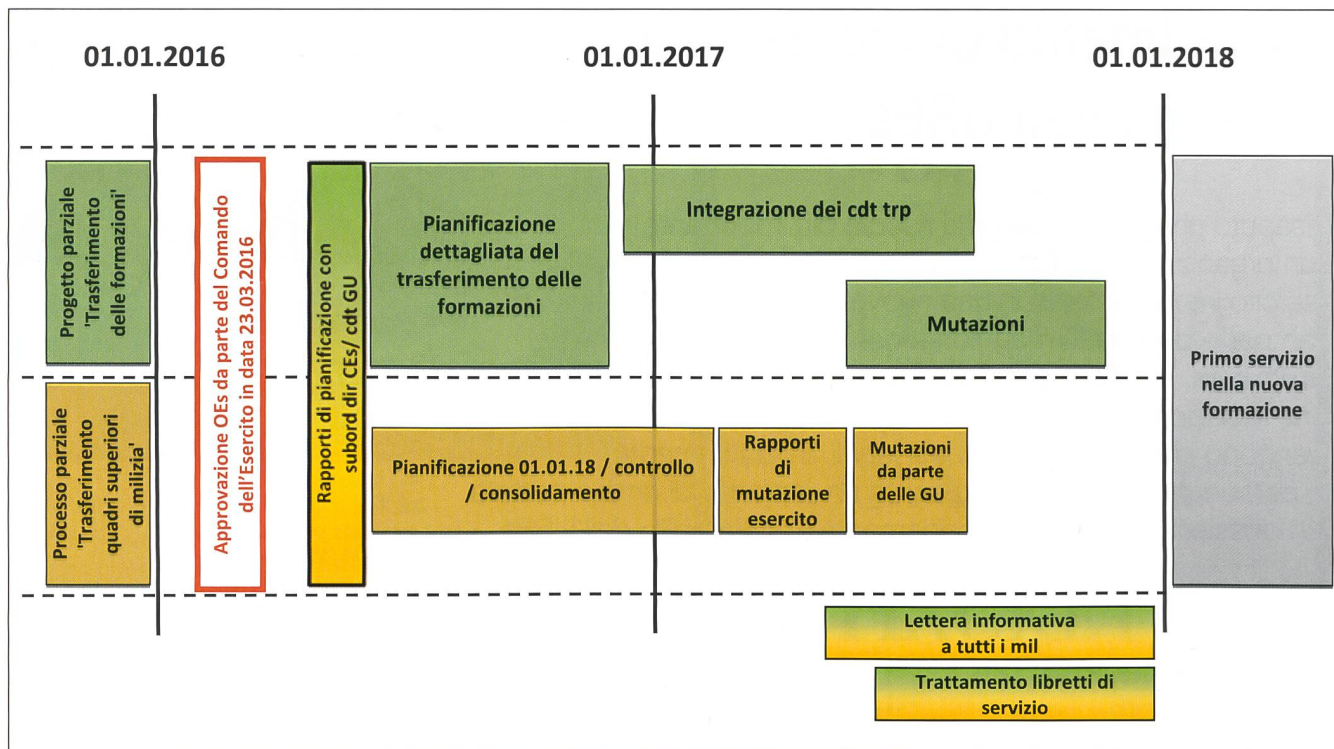 01.01.2016
01.01.2017
01.01.2018
Progetto parziale
'Trasferimento
delle formazioni'
Processo parziale
'Trasferimento
quadri superiori
di milizia'
Approvazione OEs da parte del Comando
dell'Esercito in data 23.03.2016
Rapporti di pianificazione con
subord dir CEs/ cdt GU
Pianificazione
dettagliata del
trasferimento delle
formazioni
Integrazione dei cdt trp
Mutazioni
Pianificazione 01.01.18 / controllo
/ consolidamento
Rapporti
di
mutazione
esercito
Mutazioni
da parte
delle GU
Primo servizio
nella nuova
formazione
Lettera informativa
a tutti i mil
Trattamento libretti di
servizio